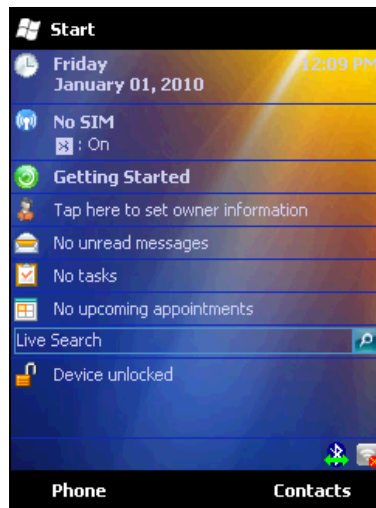 Start
Friday 12:09 PM
January 01, 2010
No SIM
: On
Getting Started
Tap here to set owner information
No unread messages
No tasks
No upcoming appointments
Live Search
Device unlocked
Phone Contacts